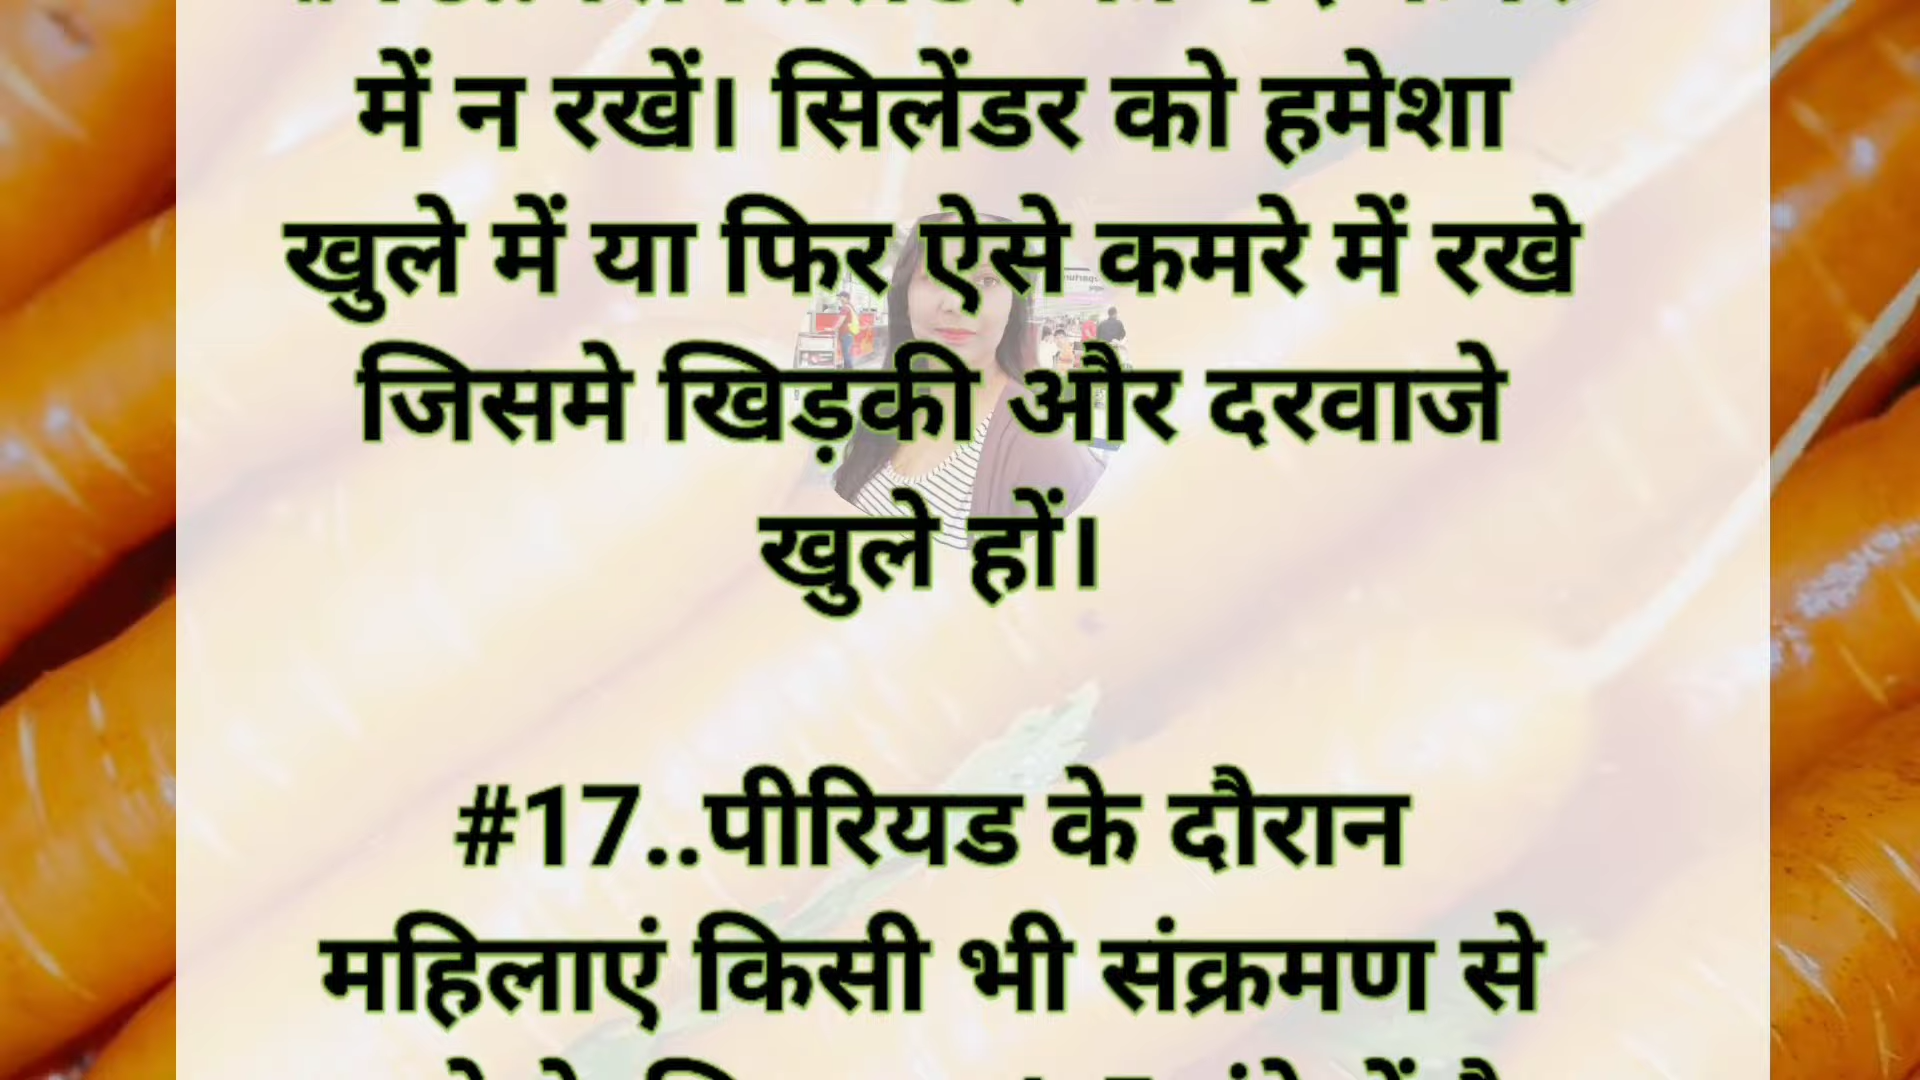 में न रखें। सिलेंडर को हमेशा
खुले में या फिर ऐसे कमरे में रखे
जिसमे खिड़की और दरवाजे
खुले हों।
#17..पीरियड के दौरान
महिलाएं किसी भी संक्रमण से